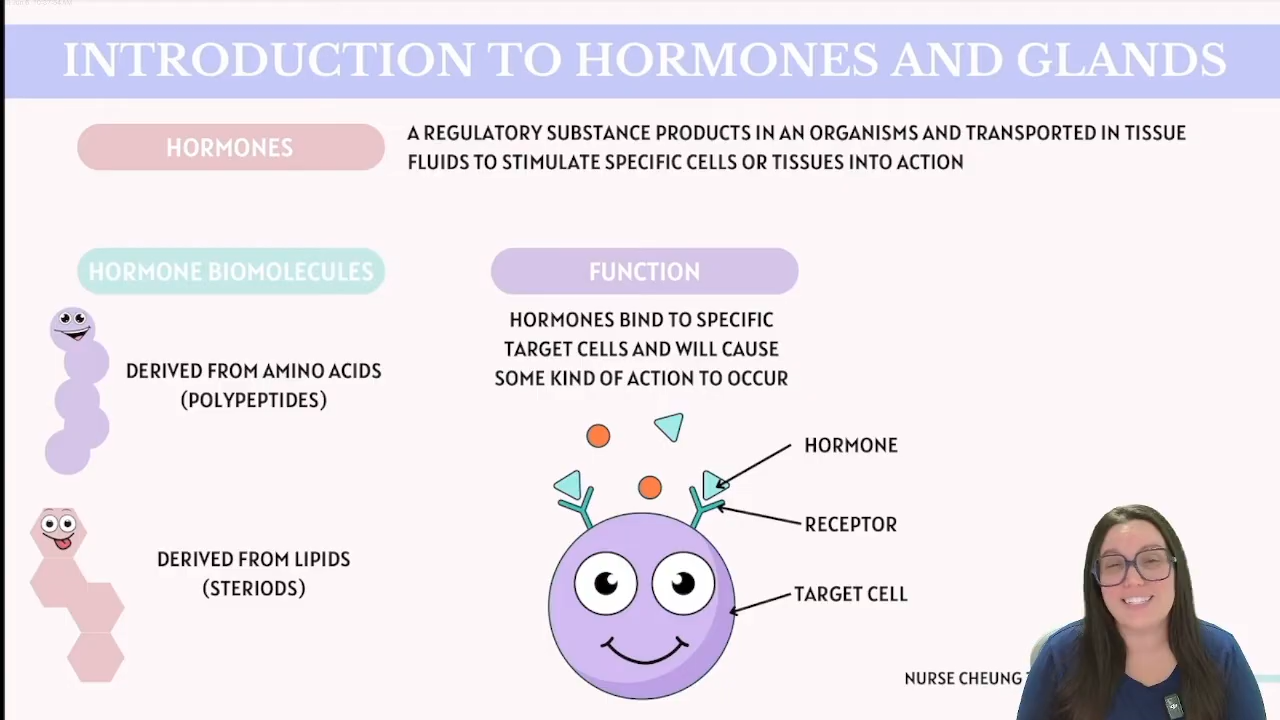 INTRODUCTION TO HORMONES AND GLANDS
HORMONES
A REGULATORY SUBSTANCE PRODUCTS IN AN ORGANISMS AND TRANSPORTED IN TISSUE
FLUIDS TO STIMULATE SPECIFIC CELLS OR TISSUES INTO ACTION
HORMONE BIOMOLECULES
DERIVED FROM AMINO ACIDS
(POLYPEPTIDES)
DERIVED FROM LIPIDS
(STERIODS)
FUNCTION
HORMONES BIND TO SPECIFIC
TARGET CELLS AND WILL CAUSE
SOME KIND OF ACTION TO OCCUR
HORMONE
RECEPTOR
TARGET CELL
NURSE CHEUNG